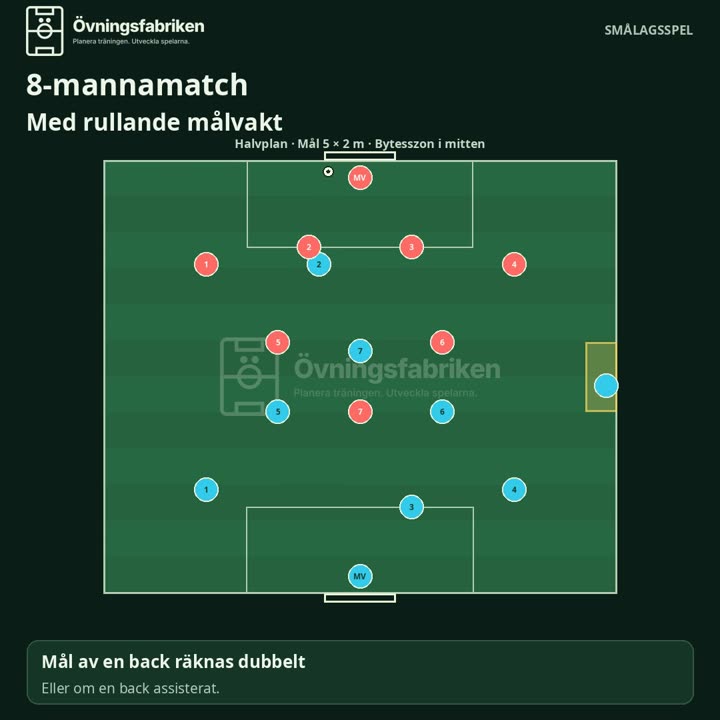 Övningsfabriken
Planera träningen. Utveckla spelarna.
SMÅLAGSSPEL
8-mannamatch
Med rullande målvakt
Halvplan · Mål 5 × 2 m · Bytesszon i mitten
MV
2
3
1
2
4
5
6
7
Övningsfabriken
Planera träningen. Utveckla spelarna.
5
7
6
1
4
3
MV
Mål av en back räknas dubbelt
Eller om en back assisterat.